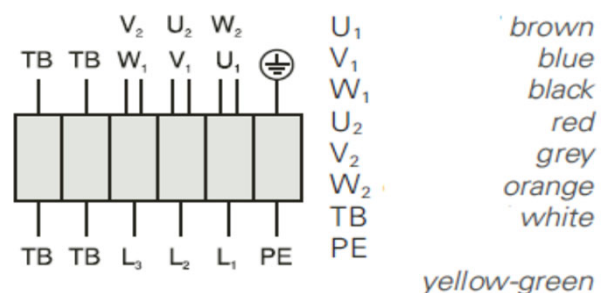 V₂ U₂ W₂
TB TB W₁ V₁ U₁
TB TB L₃ L₂ L₁ PE
U₁ brown
V₁ blue
W₁ black
U₂ red
V₂ grey
W₂ orange
TB white
PE
yellow-green